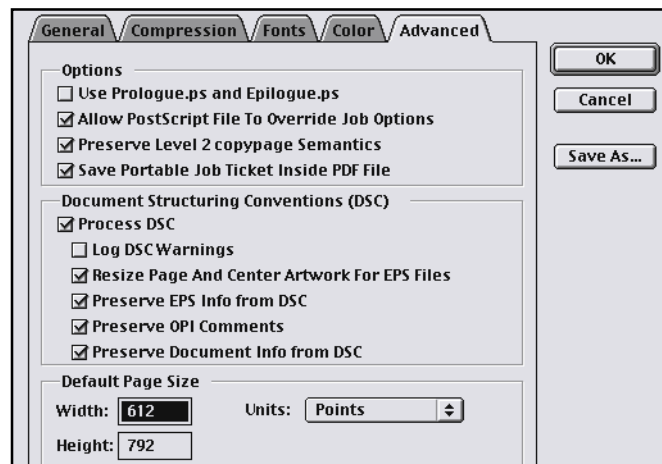 General Compression Fonts Color Advanced
OK
Cancel
Save As...
Options
Use Prologue.ps and Epilogue.ps
Allow PostScript File To Override Job Options
Preserve Level 2 copypage Semantics
Save Portable Job Ticket Inside PDF File
Document Structuring Conventions (DSC)
Process DSC
Log DSC Warnings
Resize Page And Center Artwork For EPS Files
Preserve EPS Info from DSC
Preserve OPI Comments
Preserve Document Info from DSC
Default Page Size
Width: 612 Units: Points
Height: 792